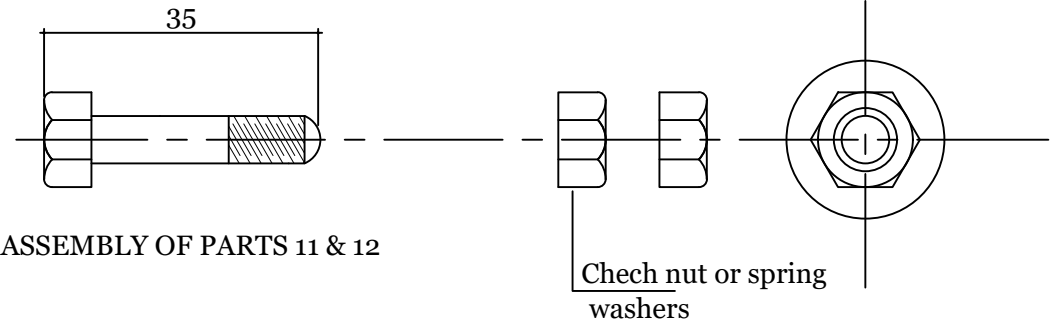 35
ASSEMBLY OF PARTS 11 & 12
Chech nut or spring
washers